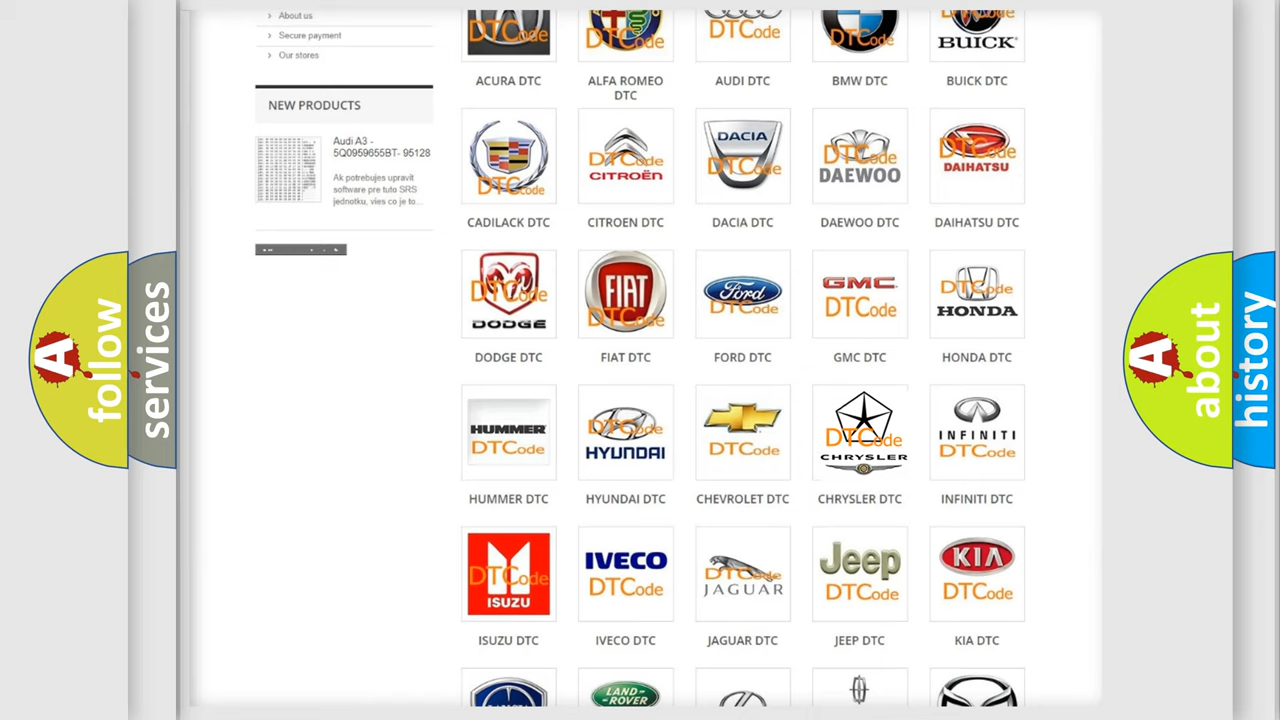 About us
Secure payment
Our stores
NEW PRODUCTS
Audi A3 -
5Q0959655BT- 95128
Ak potrebujes upravit
software pre tuto SRS
jednotku, vies co je to...
DTCode DTCode DTCode DTCode BUICK
ACURA DTC
ALFA ROMEO
DTC
AUDI DTC
BMW DTC
BUICK DTC
DTCode
DTCode
CITROËN
DACIA
DTCode
DTCode
DAEWOO
DTCode
DAIHATSU
CADILACK DTC
CITROEN DTC
DACIA DTC
DAEWOO DTC
DAIHATSU DTC
DTCode
DODGE
FIAT
DTCode
Ford
DTCode
GMC
DTCode
DTCode
HONDA
DODGE DTC
FIAT DTC
FORD DTC
GMC DTC
HONDA DTC
HUMMER
DTCode
DTCode
HYUNDAI
DTCode
DTCode
CHRYSLER
INFINITI
DTCode
HUMMER DTC
HYUNDAI DTC
CHEVROLET DTC
CHRYSLER DTC
INFINITI DTC
DTCode
ISUZU
IVECO
DTCode
DTCode
JAGUAR
Jeep
DTCode
KIA
DTCode
ISUZU DTC
IVECO DTC
JAGUAR DTC
JEEP DTC
KIA DTC
LAND-
ROVER
A follow
services
A about
history